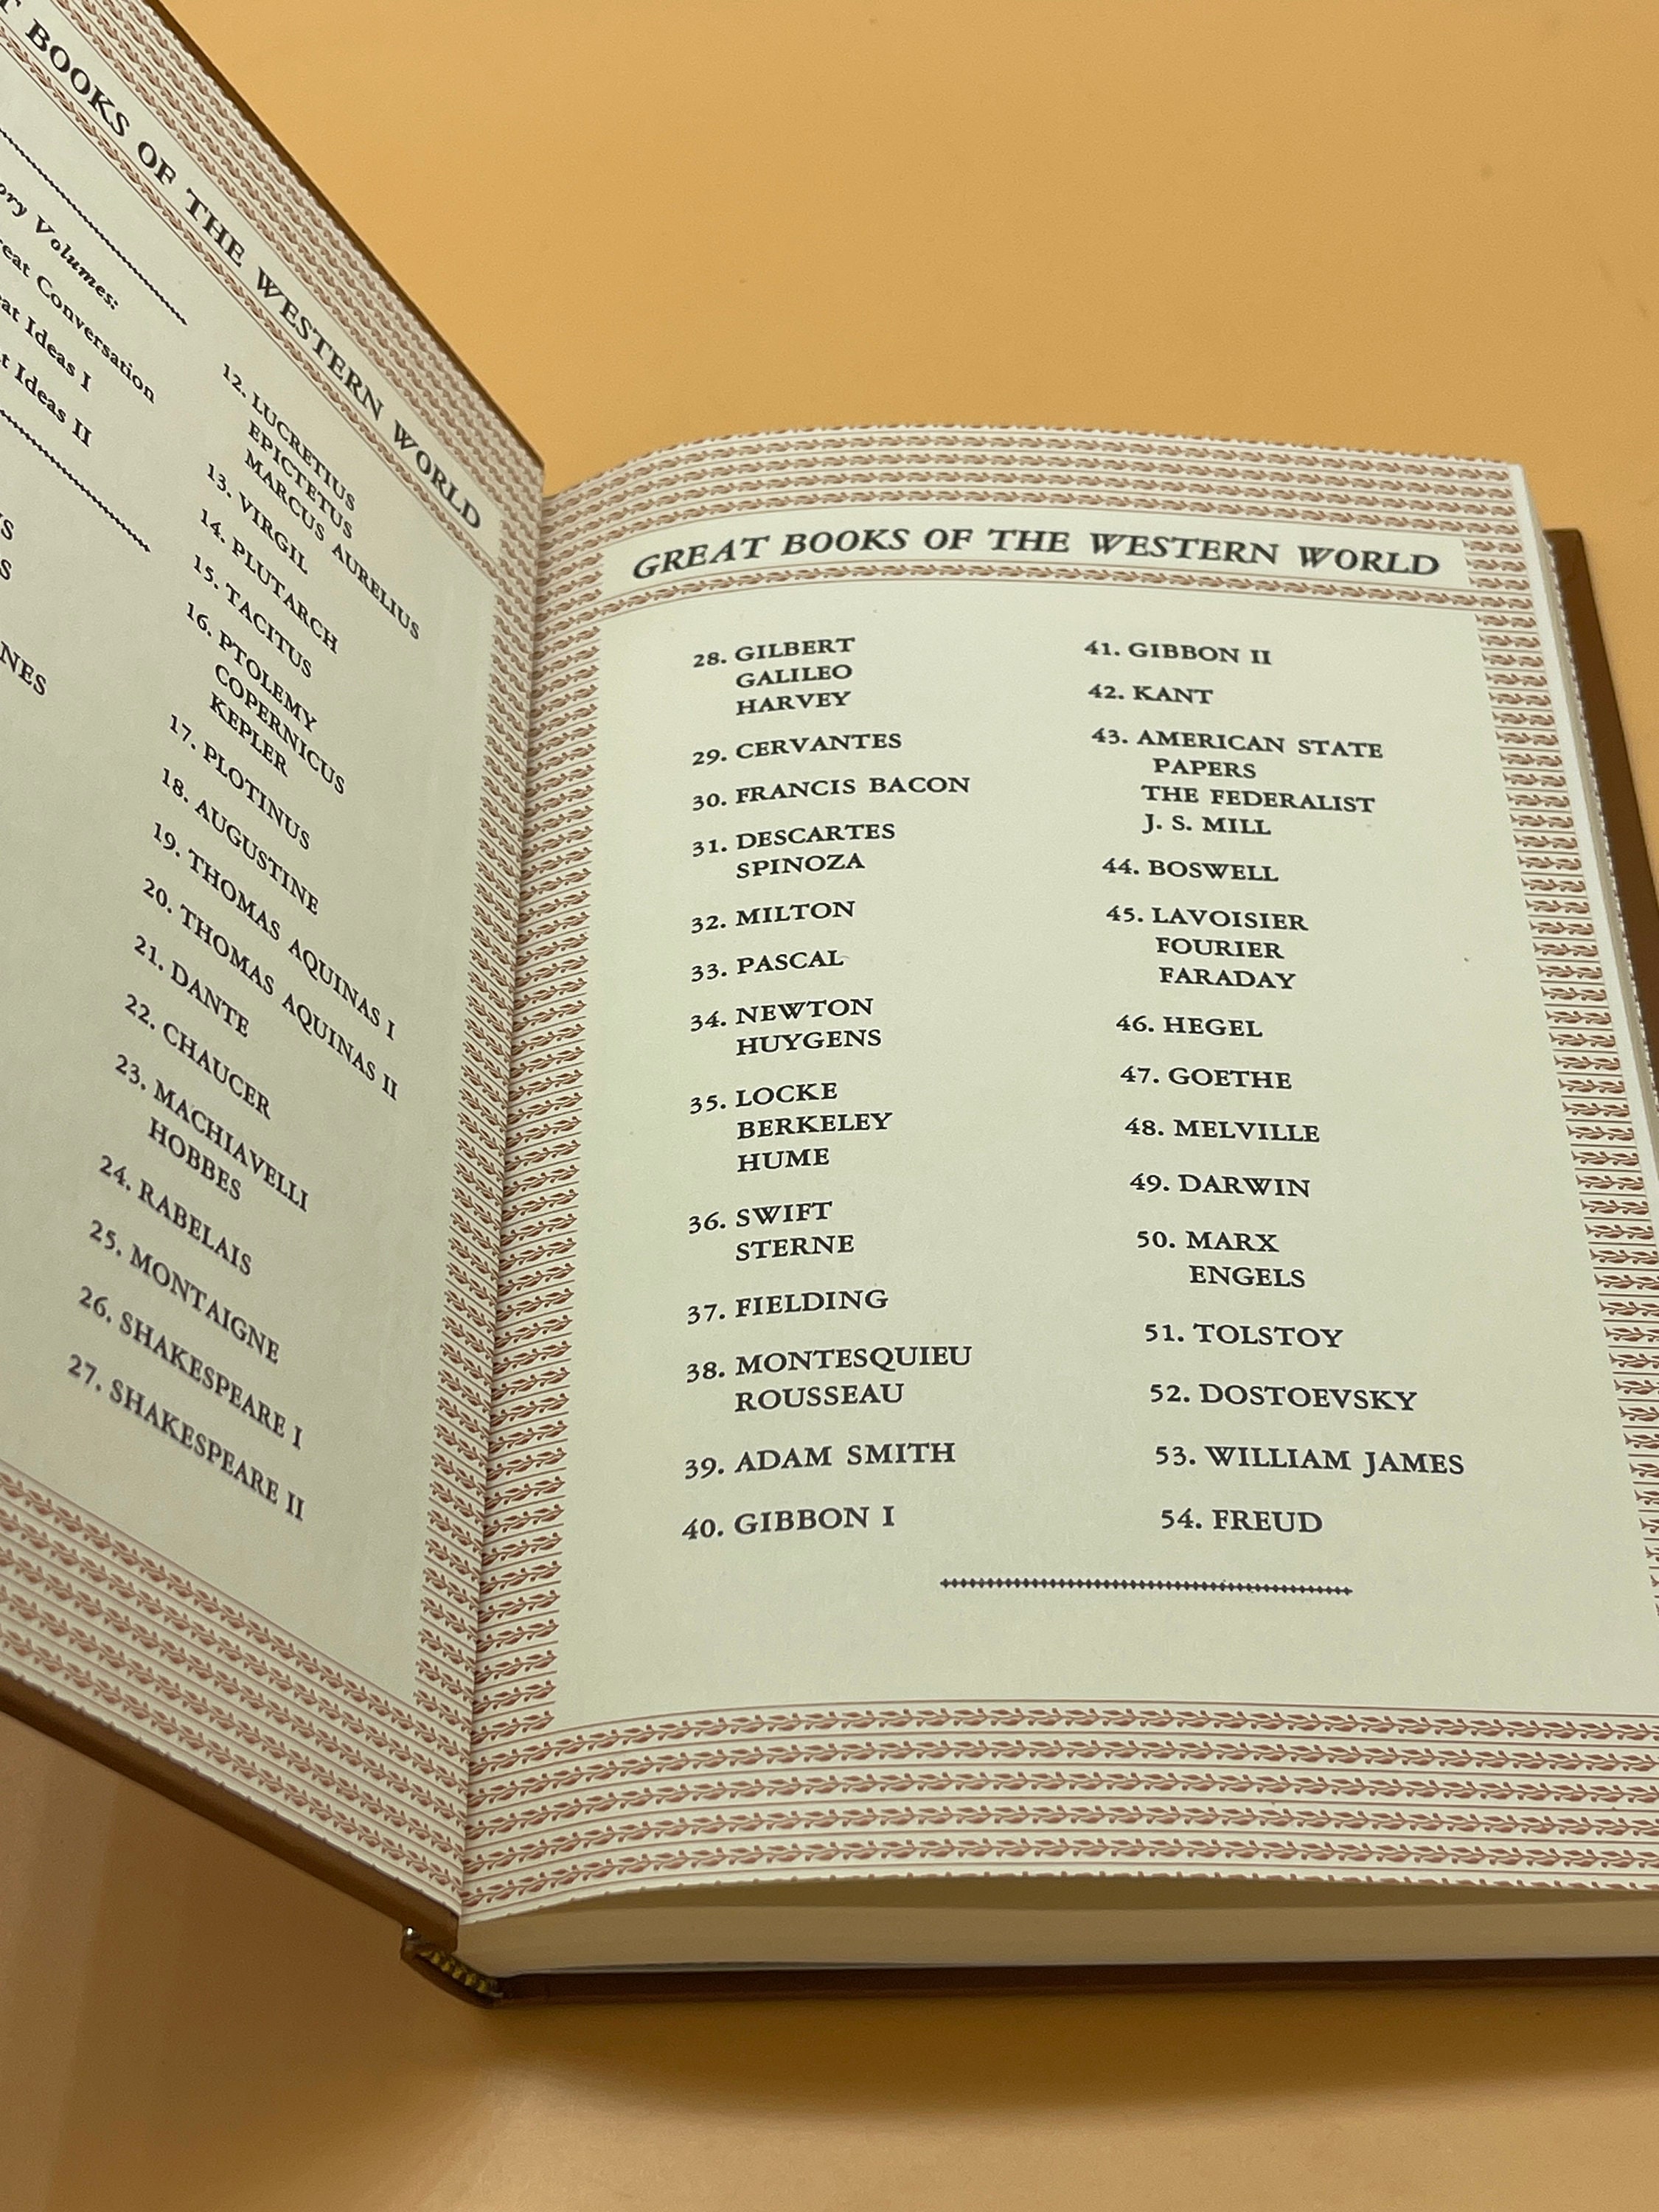 BOOKS OF THE WESTERN WORLD
Volumes:
Conversation
Ideas I
Ideas II
12. LUCRETIUS
EPICTETUS
MARCUS AURELIUS
13. VIRGIL
14. PLUTARCH
15. TACITUS
16. PTOLEMY
COPERNICUS
KEPLER
17. PLOTINUS
18. AUGUSTINE
19. THOMAS AQUINAS I
20. THOMAS AQUINAS II
21. DANTE
22. CHAUCER
23. MACHIAVELLI
HOBBES
24. RABELAIS
25. MONTAIGNE
26. SHAKESPEARE I
27. SHAKESPEARE II
GREAT BOOKS OF THE WESTERN WORLD
28. GILBERT
GALILEO
HARVEY
29. CERVANTES
30. FRANCIS BACON
31. DESCARTES
SPINOZA
32. MILTON
33. PASCAL
34. NEWTON
HUYGENS
35. LOCKE
BERKELEY
HUME
36. SWIFT
STERNE
37. FIELDING
38. MONTESQUIEU
ROUSSEAU
39. ADAM SMITH
40. GIBBON I
41. GIBBON II
42. KANT
43. AMERICAN STATE
PAPERS
THE FEDERALIST
J. S. MILL
44. BOSWELL
45. LAVOISIER
FOURIER
FARADAY
46. HEGEL
47. GOETHE
48. MELVILLE
49. DARWIN
50. MARX
ENGELS
51. TOLSTOY
52. DOSTOEVSKY
53. WILLIAM JAMES
54. FREUD